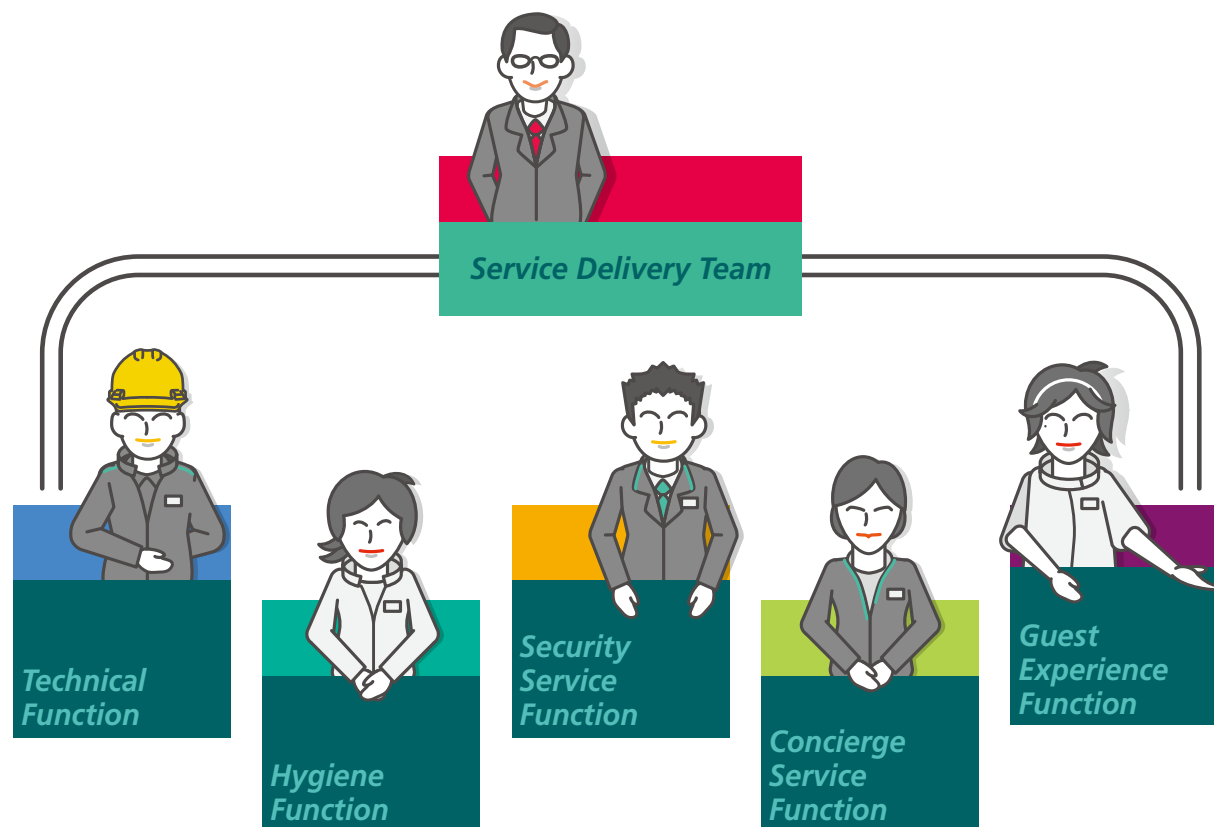 Service Delivery Team
Technical
Function
Hygiene
Function
Security
Service
Function
Concierge
Service
Function
Guest
Experience
Function